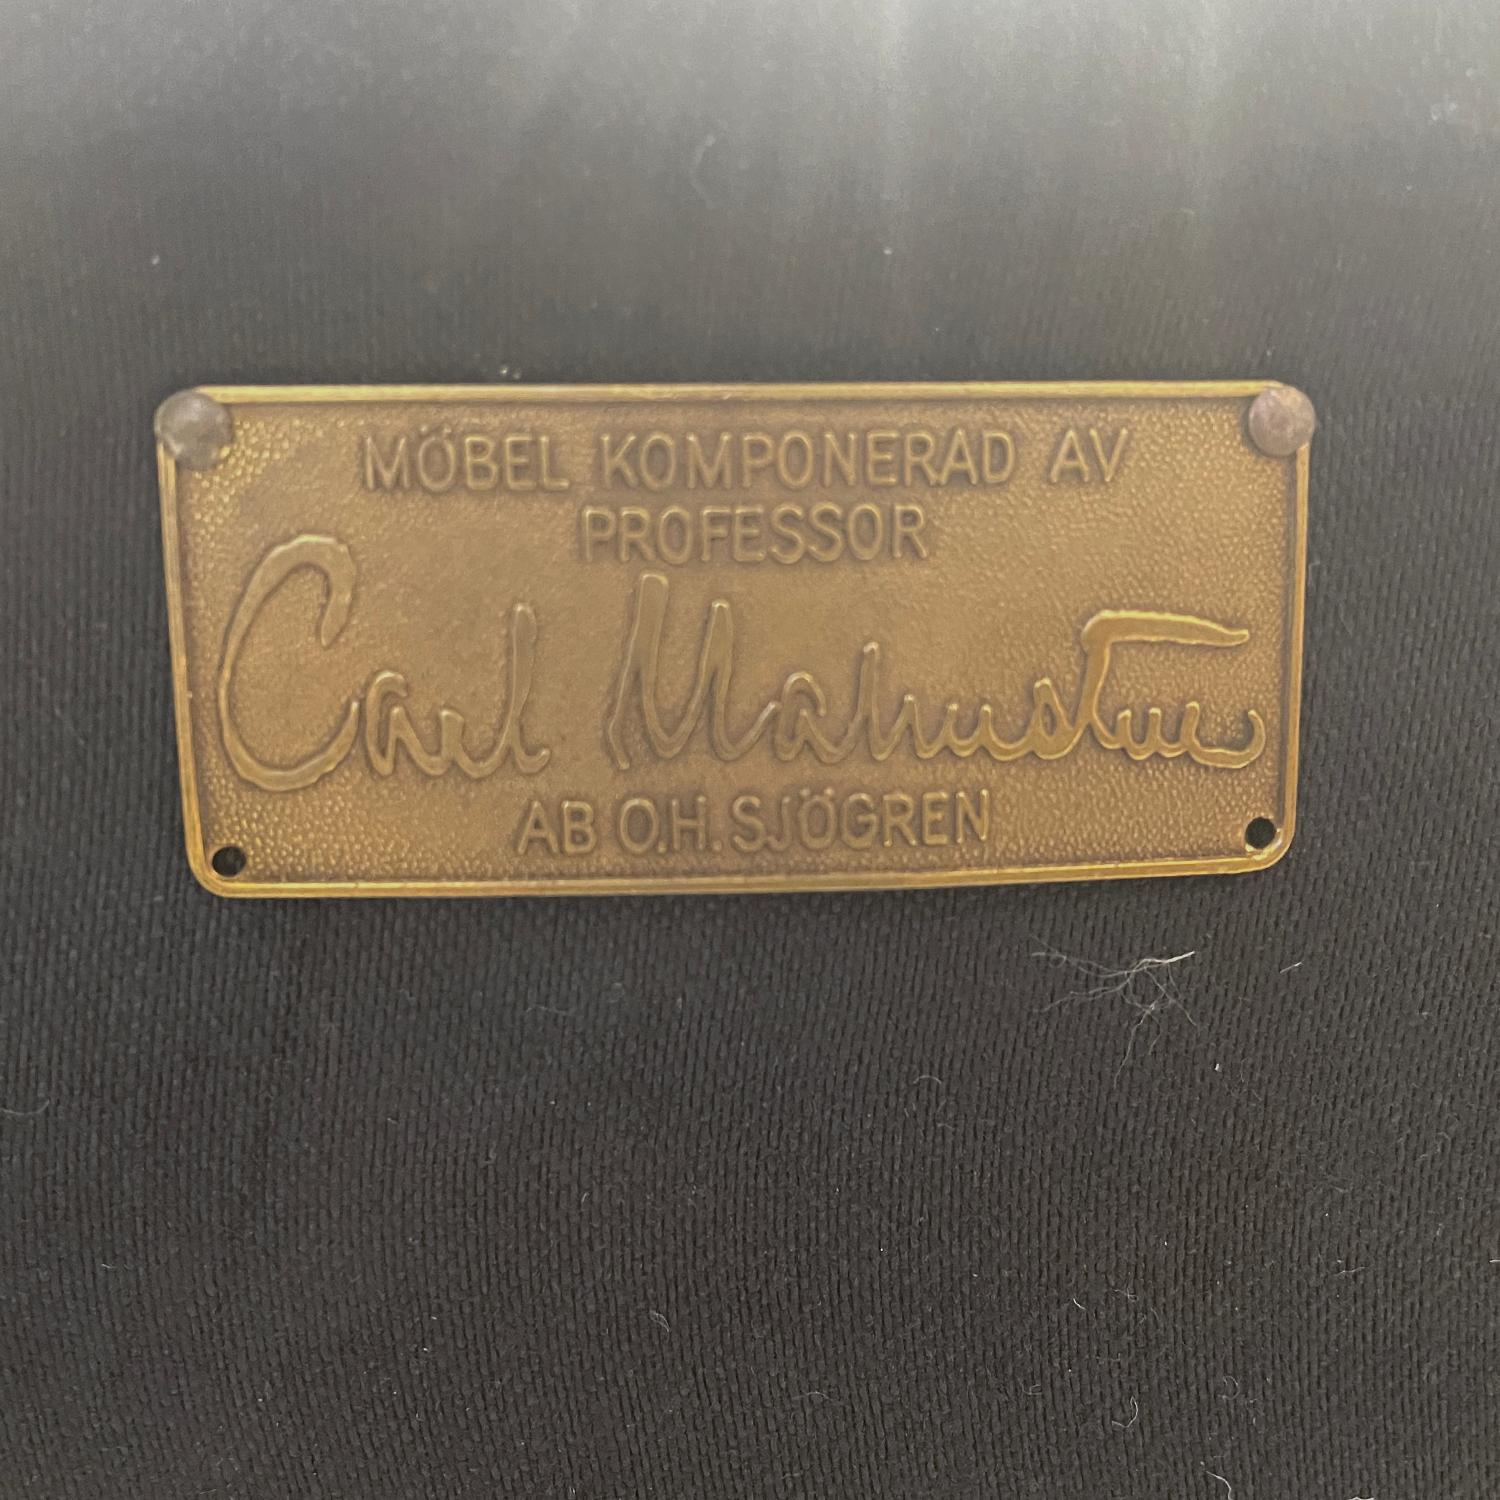 MÖBEL KOMPONERAD AV
PROFESSOR
Carl Malmsten
AB O.H. SJÖGREN